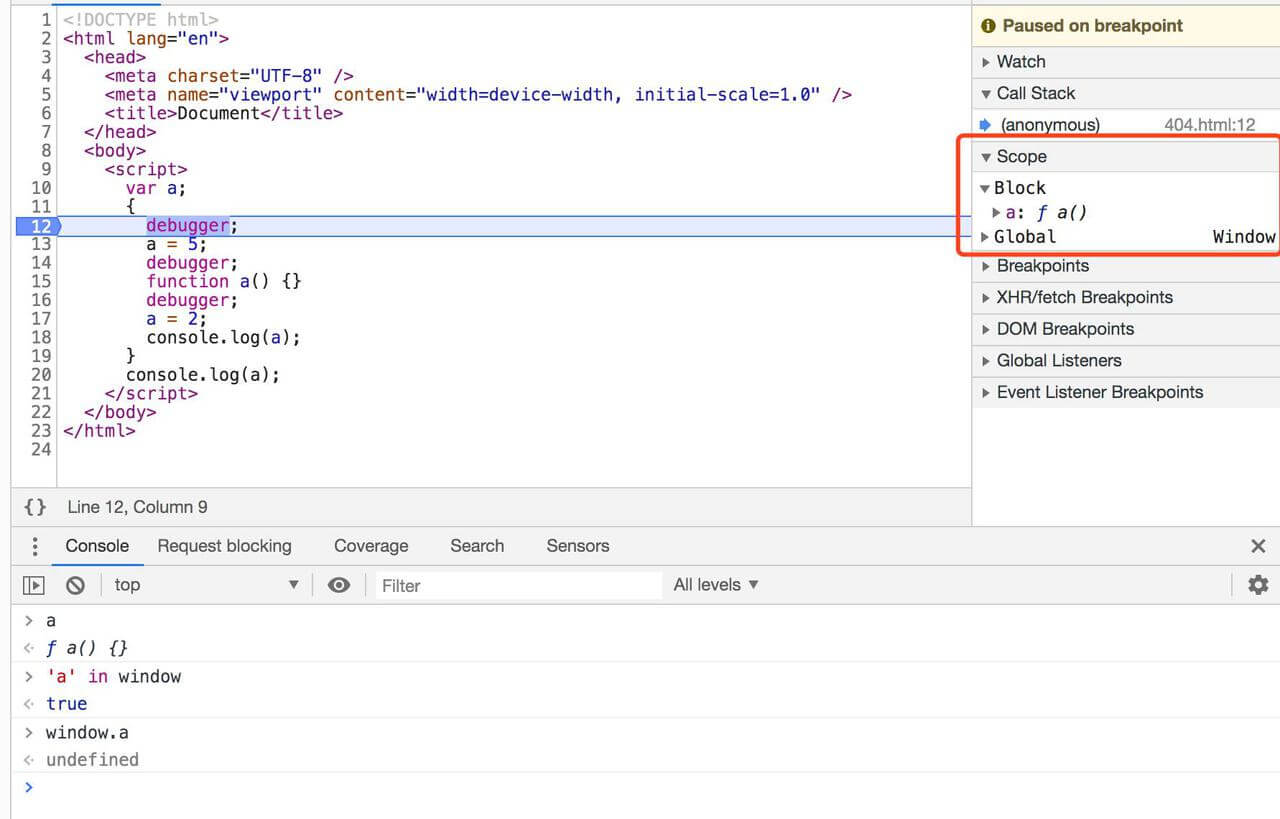 1 <!DOCTYPE html>
2 <html lang="en">
3 <head>
4 <meta charset="UTF-8" />
5 <meta name="viewport" content="width=device-width, initial-scale=1.0" />
6 <title>Document</title>
7 </head>
8 <body>
9 <script>
10 var a;
11 {
12 debugger;
13 a = 5;
14 debugger;
15 function a() {}
16 debugger;
17 a = 2;
18 console.log(a);
19 }
20 console.log(a);
21 </script>
22 </body>
23 </html>
24
{} Line 12, Column 9
Paused on breakpoint
Watch
Call Stack
(anonymous) 404.html:12
Scope
Block
a: ƒ a()
Global Window
Breakpoints
XHR/fetch Breakpoints
DOM Breakpoints
Global Listeners
Event Listener Breakpoints
Console Request blocking Coverage Search Sensors
top Filter All levels
> a
ƒ a() {}
> 'a' in window
true
> window.a
undefined
>